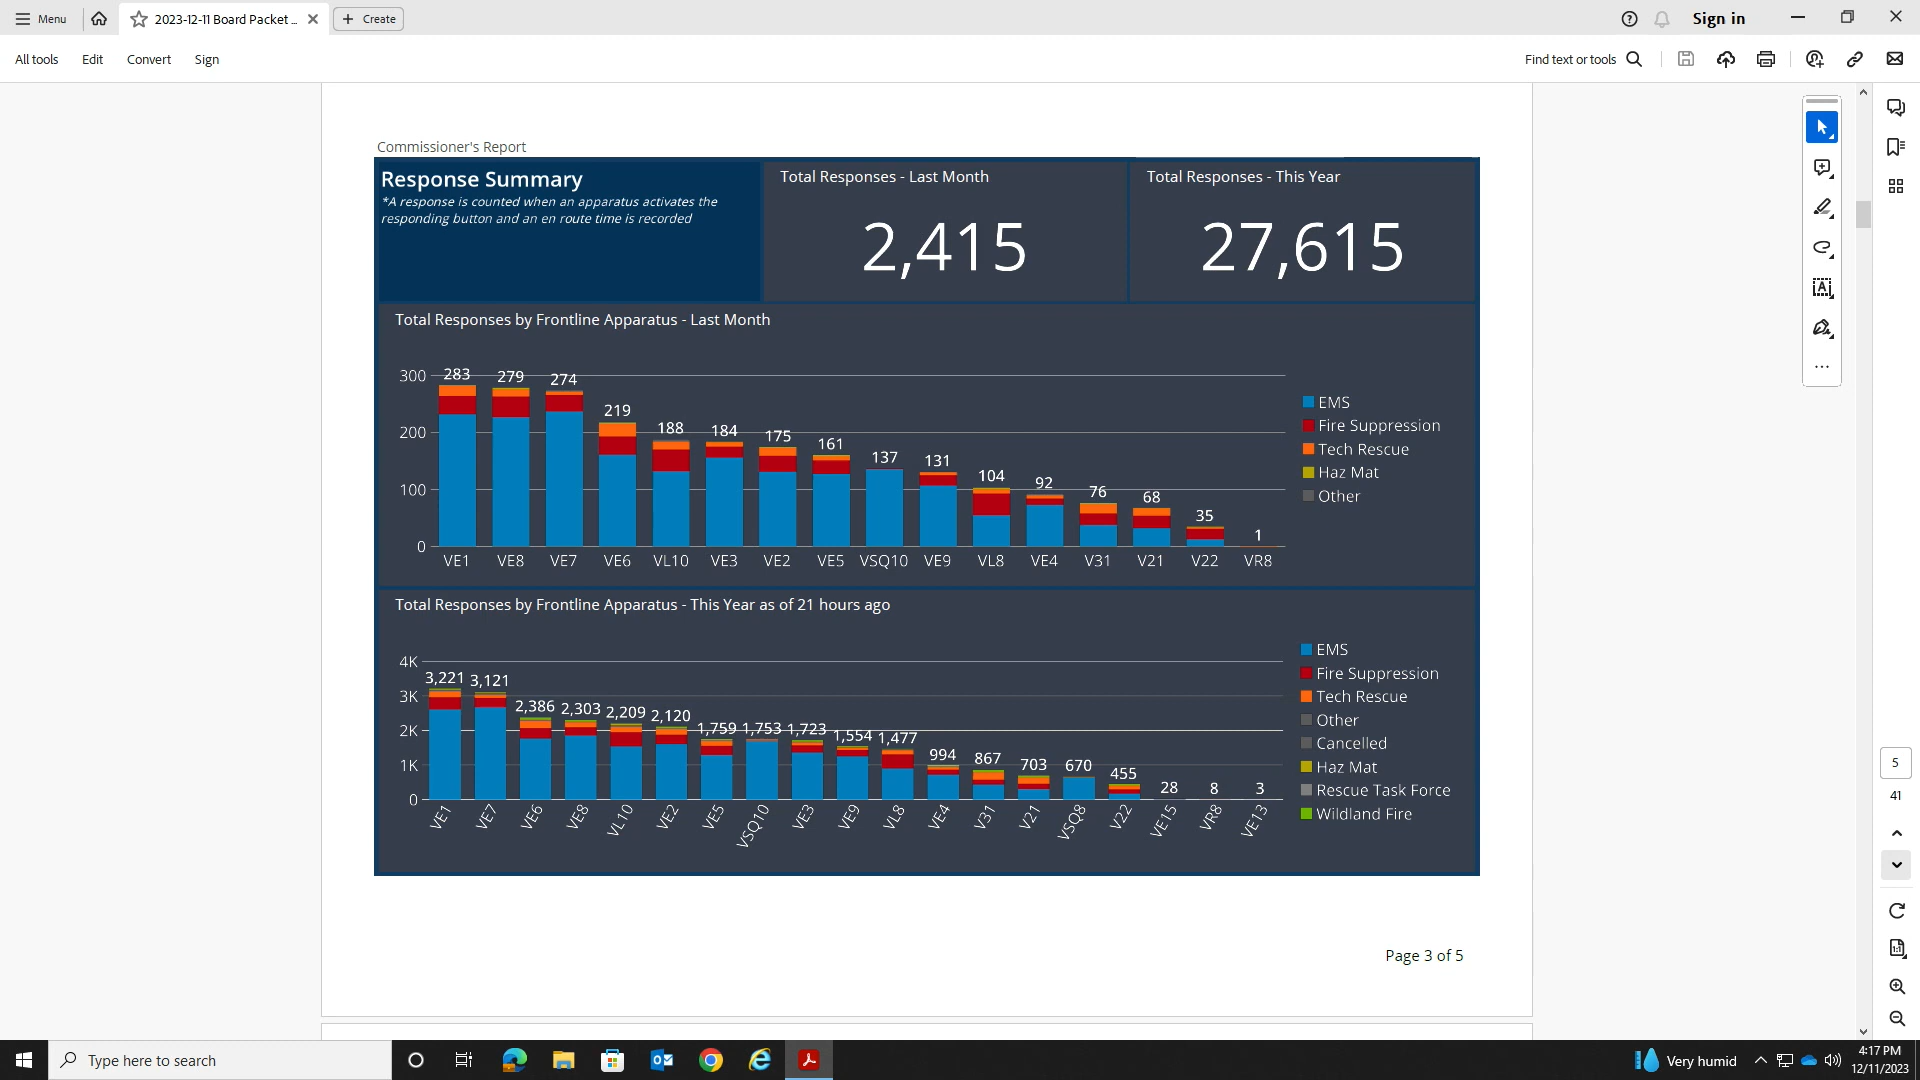 Menu
2023-12-11 Board Packet ...
Create
Sign in
All tools
Edit
Convert
Sign
Find text or tools
Commissioner's Report
Response Summary
*A response is counted when an apparatus activates the
responding button and an en route time is recorded
Total Responses - Last Month
2,415
Total Responses - This Year
27,615
Total Responses by Frontline Apparatus - Last Month
300
200
100
0
283
279
274
219
188
184
175
161
137
131
104
92
76
68
35
1
VE1
VE8
VE7
VE6
VL10
VE3
VE2
VE5
VSQ10
VE9
VL8
VE4
V31
V21
V22
VR8
EMS
Fire Suppression
Tech Rescue
Haz Mat
Other
Total Responses by Frontline Apparatus - This Year as of 21 hours ago
4K
3K
2K
1K
0
3,221
3,121
2,386
2,303
2,209
2,120
1,759
1,753
1,723
1,554
1,477
994
867
703
670
455
28
8
3
VE1
VE7
VE6
VE8
VL10
VE2
VE5
VSQ10
VE3
VE9
VL8
VE4
V31
V21
VSQ8
V22
VE15
VR8
VE13
EMS
Fire Suppression
Tech Rescue
Other
Cancelled
Haz Mat
Rescue Task Force
Wildland Fire
Page 3 of 5
5
41
Type here to search
Very humid
4:17 PM
12/11/2023